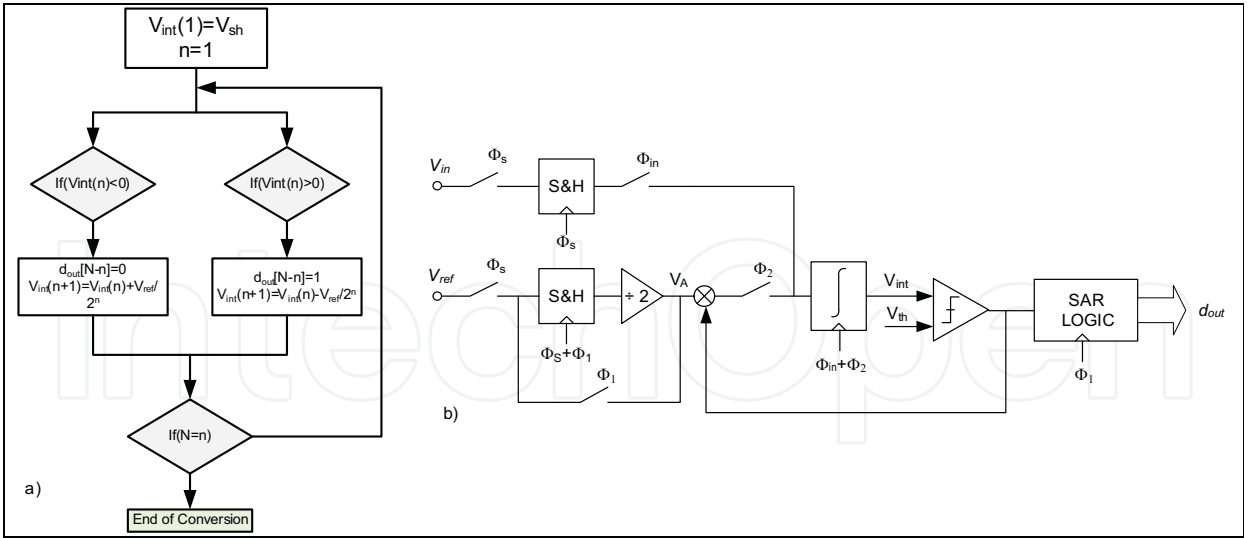 V_int(1)=V_sh
n=1
If(Vint(n)<0)
If(Vint(n)>0)
d_out[N-n]=0
V_int(n+1)=V_int(n)+V_ref/
2^n
d_out[N-n]=1
V_int(n+1)=V_int(n)-V_ref/2^n
If(N=n)
a)
End of Conversion
V_in
Φ_s
S&H
Φ_in
Φ_s
V_ref
Φ_s
S&H
÷ 2
V_A
Φ_2
Φ_S+Φ_1
Φ_1
∫
Φ_in+Φ_2
V_int
V_th
SAR
LOGIC
Φ_1
d_out
b)
IntechOpen